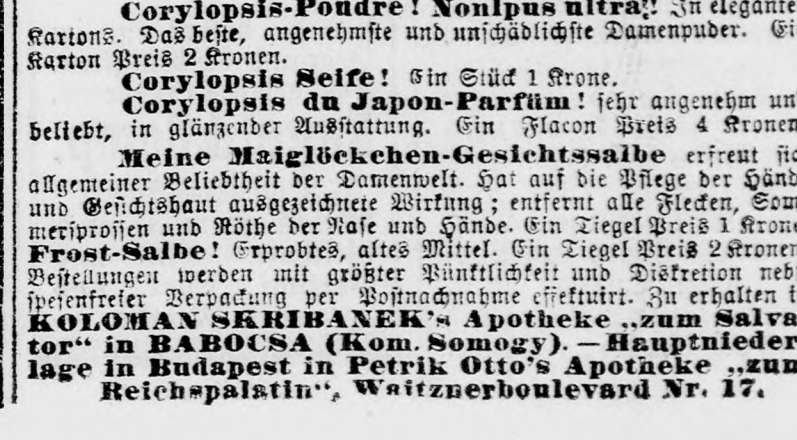 Corylopsis-Poudre! Nonlpus ultra!! In elegante
Kartons. Das beste, angenehmste und unschädlichste Damenpuder. Ei
Karton Preis 2 Kronen.
Corylopsis Seife! Ein Stück 1 Krone.
Corylopsis du Japon-Parfüm! sehr angenehm un
beliebt, in glänzender Ausstattung. Ein Flacon Preis 4 Kronen
Meine Maiglöckchen-Gesichtssalbe erfreut sic
allgemeiner Beliebtheit der Damenwelt. Hat auf die Pflege der Händ
und Gesichtshaut ausgezeichnete Wirkung; entfernt alle Flecken, Som
mersprossen und Röthe der Nase und Hände. Ein Tiegel Preis 1 Krone
Frost-Salbe! Erprobtes, altes Mittel. Ein Tiegel Preis 2 Kronen
Bestellungen werden mit größter Pünktlichkeit und Diskretion neb
spesenfreier Verpackung per Postnachnahme effektuirt. Zu erhalten i
KOLOMAN SKRIBANEK's Apotheke „zum Salva
tor“ in BABOCSA (Kom. Somogy). — Hauptnieder
lage in Budapest in Petrik Otto's Apotheke „zum
Reichspalatin“, Waitznerboulevard Nr. 17.